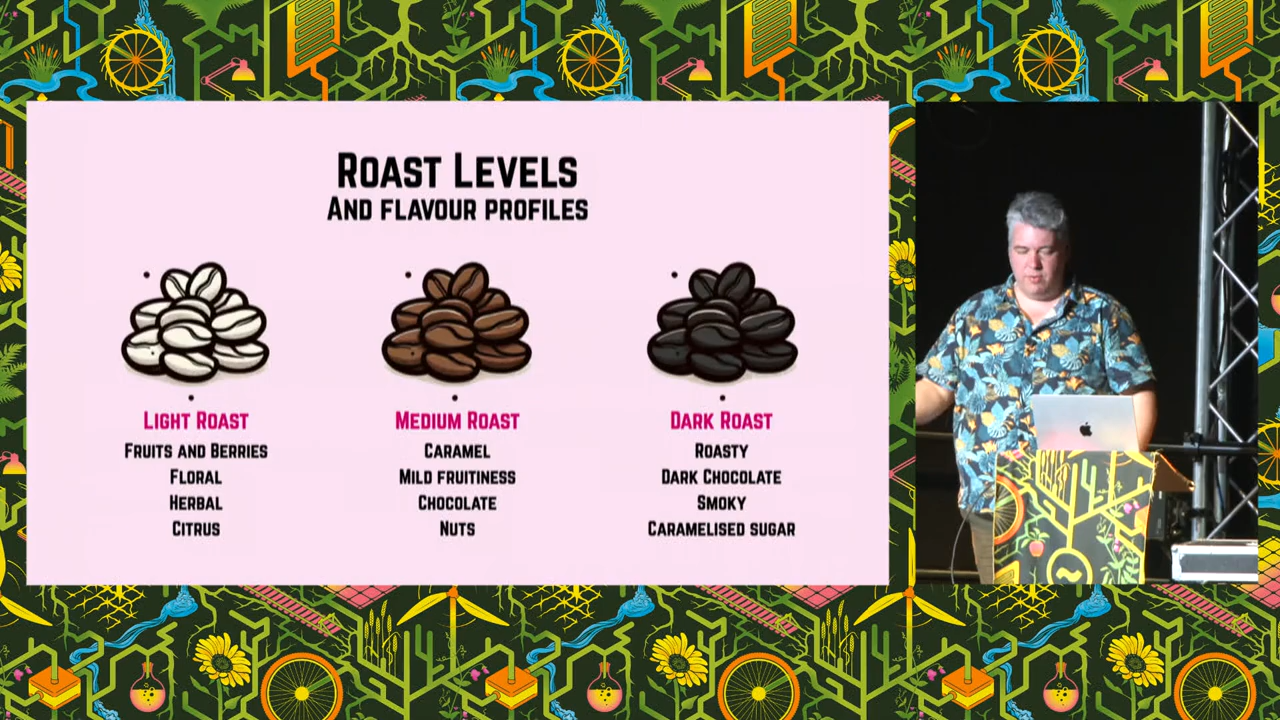 Roast Levels
And flavour profiles
Light Roast
Fruits and Berries
Floral
Herbal
Citrus
Medium Roast
Caramel
Mild fruitiness
Chocolate
Nuts
Dark Roast
Roasty
Dark Chocolate
Smoky
Caramelised sugar